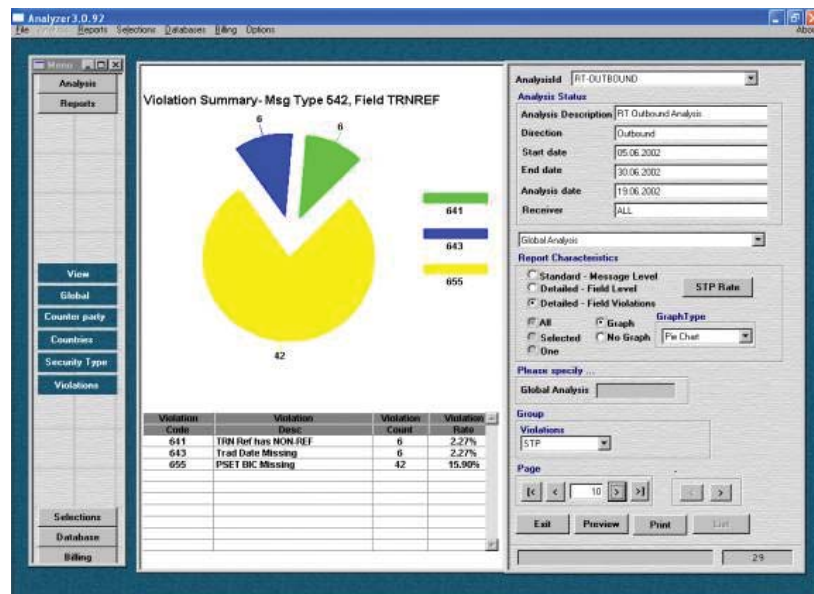 Analyzer3.0.92
File Reports Selections Databases Billing Options Abou
Menu
Analysis
Reports
View
Global
Counter party
Countries
Security Type
Violations
Selections
Database
Billing
Violation Summary- Msg Type 542, Field TRNREF
6
6
42
641
643
655
Violation Code Violation Desc Violation Count Violation Rate
641 TRN Ref has NON-REF 6 2.27%
643 Trad Date Missing 6 2.27%
655 PSET BIC Missing 42 15.90%
AnalysisId RT-OUTBOUND
Analysis Status
Analysis Description RT Outbound Analysis
Direction Outbound
Start date 05.06.2002
End date 30.06.2002
Analysis date 19.06.2002
Receiver ALL
Global Analysis
Report Characteristics
Standard - Message Level
Detailed - Field Level
STP Rate
Detailed - Field Violations
All Graph GraphType
Selected No Graph Pie Chart
One
Please specify ...
Global Analysis
Group
Violations
STP
Page
|< < 10 > >| < >
Exit Preview Print List
29